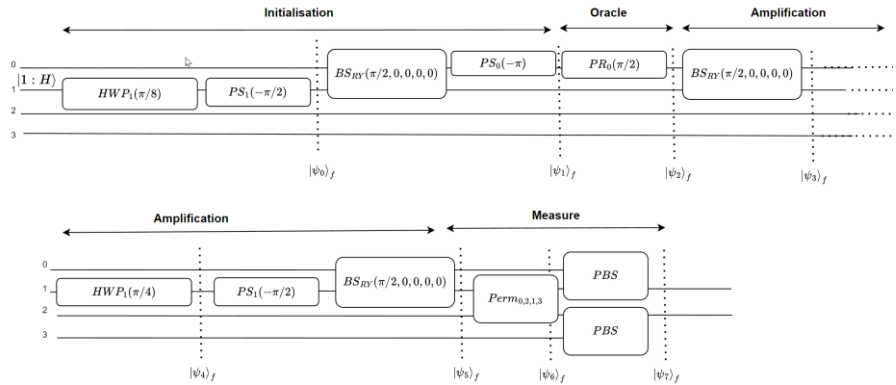 Initialisation Oracle Amplification
0
|1 : H⟩
1
2
3
HWP₁(π/8) PS₁(−π/2) BS_RY(π/2, 0, 0, 0, 0) PS₀(−π) PR₀(π/2) BS_RY(π/2, 0, 0, 0, 0)
|ψ₀⟩_f |ψ₁⟩_f |ψ₂⟩_f |ψ₃⟩_f
Amplification Measure
0
1
2
3
HWP₁(π/4) PS₁(−π/2) BS_RY(π/2, 0, 0, 0, 0) Perm₀,₂,₁,₃ PBS
PBS
|ψ₄⟩_f |ψ₅⟩_f |ψ₆⟩_f |ψ₇⟩_f